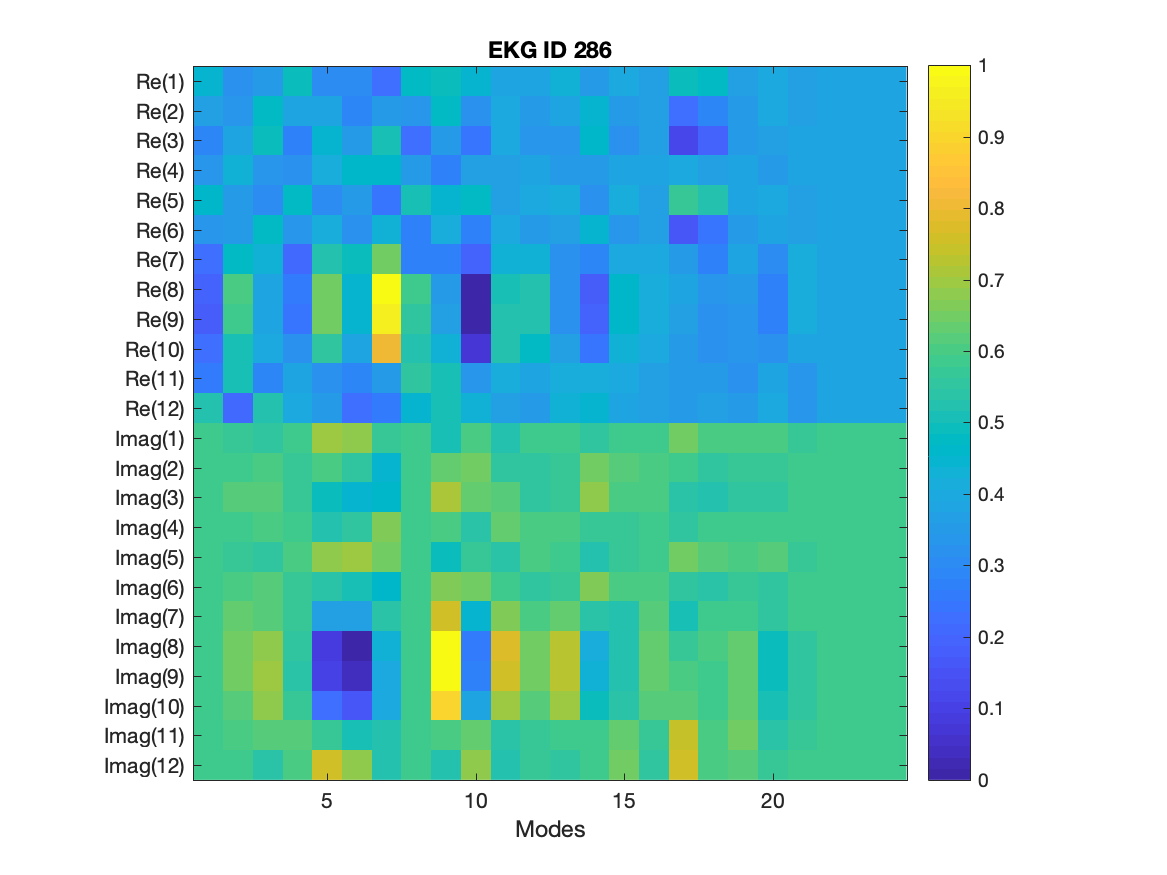 EKG ID 286
Re(1)
Re(2)
Re(3)
Re(4)
Re(5)
Re(6)
Re(7)
Re(8)
Re(9)
Re(10)
Re(11)
Re(12)
Imag(1)
Imag(2)
Imag(3)
Imag(4)
Imag(5)
Imag(6)
Imag(7)
Imag(8)
Imag(9)
Imag(10)
Imag(11)
Imag(12)
5 10 15 20
Modes
1
0.9
0.8
0.7
0.6
0.5
0.4
0.3
0.2
0.1
0